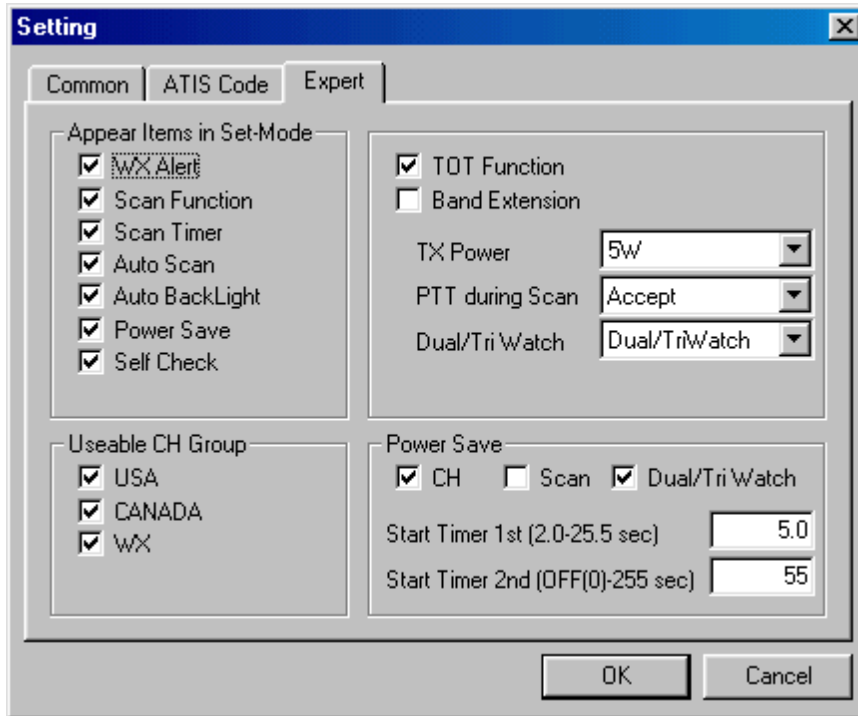 Setting
Common
ATIS Code
Expert
Appear Items in Set-Mode
WX Alert
Scan Function
Scan Timer
Auto Scan
Auto BackLight
Power Save
Self Check
TOT Function
Band Extension
TX Power 5W
PTT during Scan Accept
Dual/Tri Watch Dual/TriWatch
Useable CH Group
USA
CANADA
WX
Power Save
CH Scan Dual/Tri Watch
Start Timer 1st (2.0-25.5 sec) 5.0
Start Timer 2nd (OFF(0)-255 sec) 55
OK Cancel